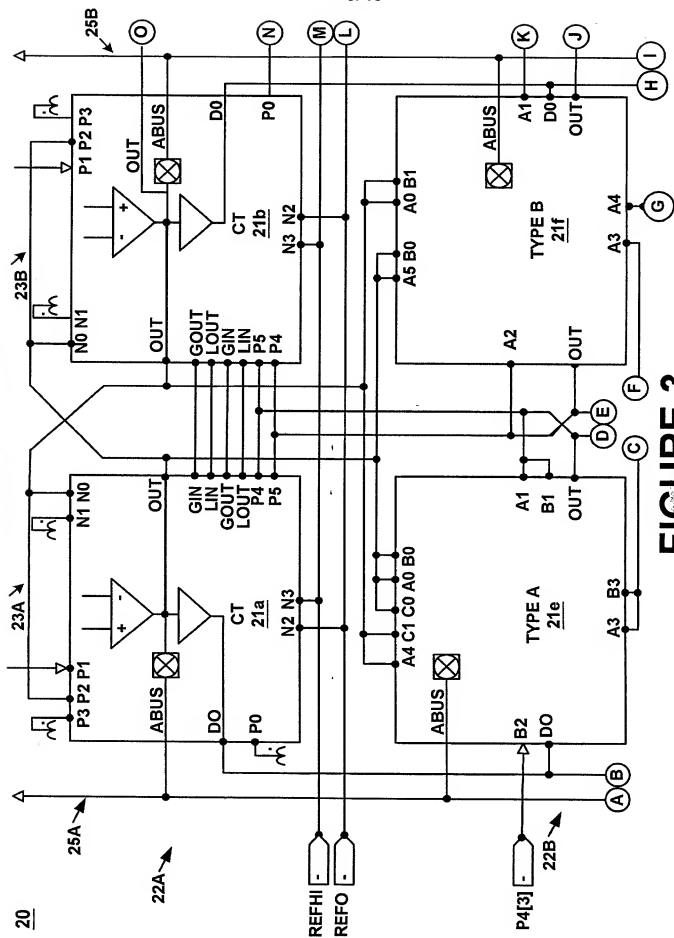 20
25A
22A
23A
23B
25B
P3 P2 P1
N1 N0
N0 N1
P1 P2 P3
O
ABUS
OUT
OUT
OUT
ABUS
DO
P0
CT
21a
N2 N3
GIN
LIN
GOUT
LOUT
P4
P5
GOUT
LOUT
GIN
LIN
P5
P4
CT
21b
N3 N2
D0
P0
N
REFHI -
REFO -
M
L
A4 C1 C0 A0 B0
A5 B0 A0 B1
ABUS
TYPE A
21e
B2
DO
P4[3] -
22B
A1
B1
OUT
A3 B3
A2
OUT
ABUS
TYPE B
21f
A1
D0
OUT
A3 A4
K
J
A
B
C
D
E
F
G
H
I